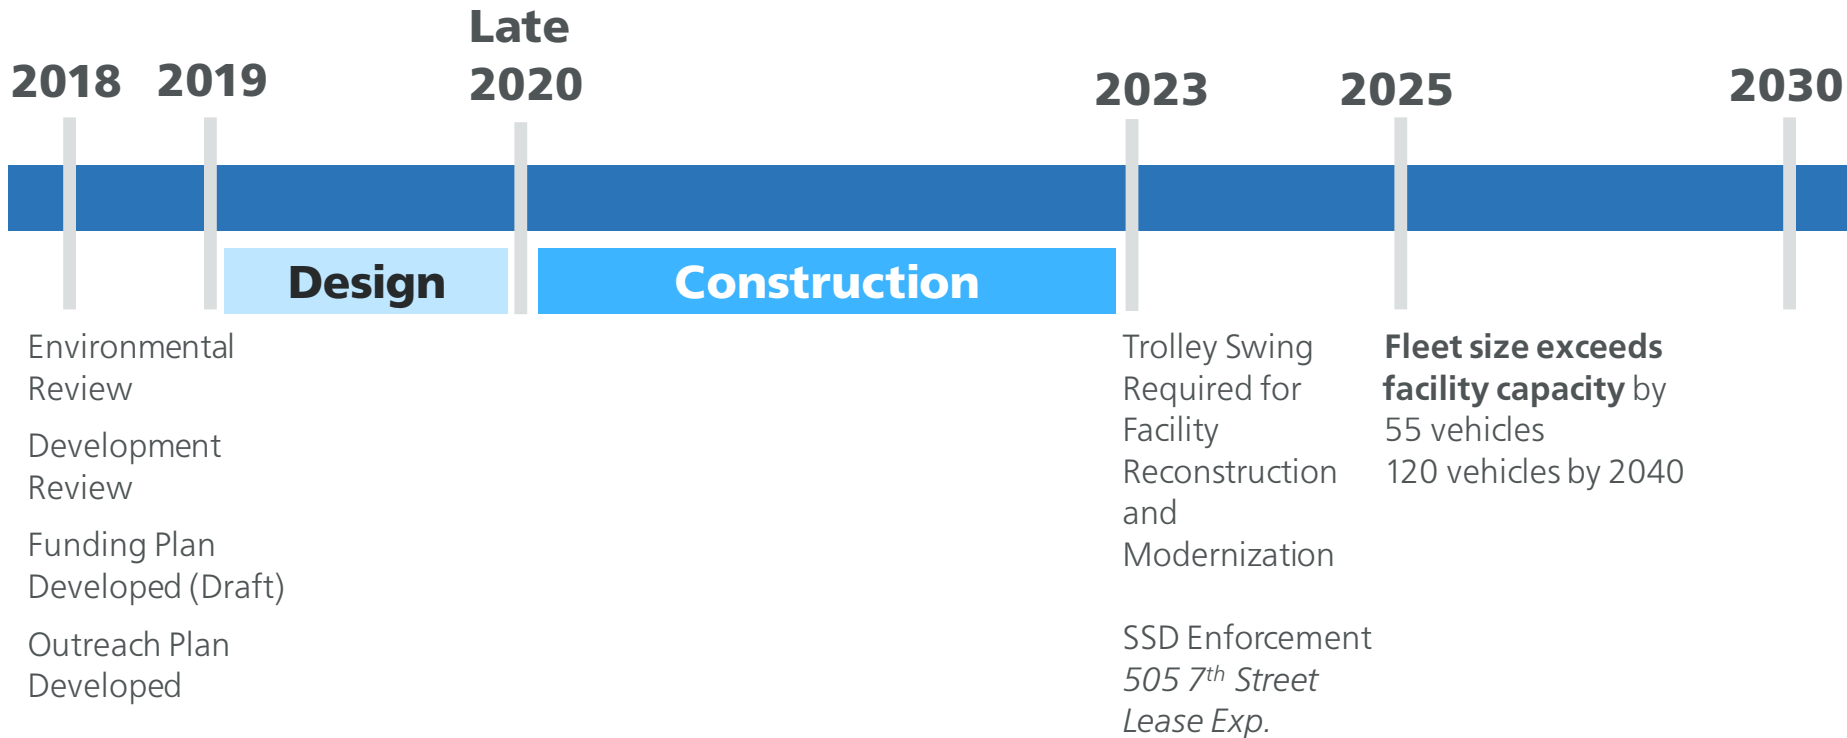 2018
2019
Late
2020
2023
2025
2030
Design
Construction
Environmental
Review
Development
Review
Funding Plan
Developed (Draft)
Outreach Plan
Developed
Trolley Swing
Required for
Facility
Reconstruction
and
Modernization
SSD Enforcement
505 7th Street
Lease Exp.
Fleet size exceeds
facility capacity by
55 vehicles
120 vehicles by 2040